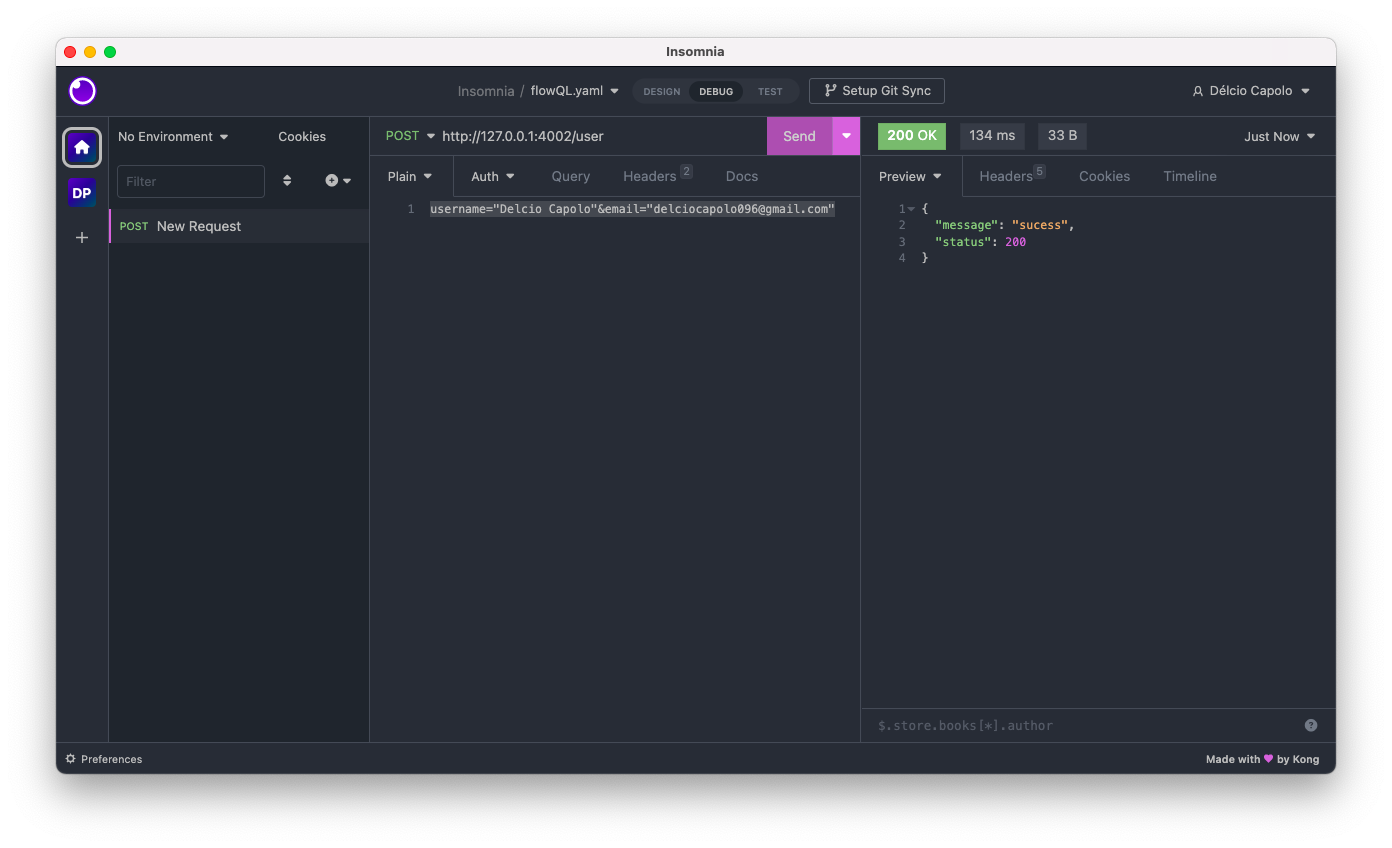 Insomnia
Insomnia / flowQL.yaml
DESIGN DEBUG TEST
Setup Git Sync
Délcio Capolo
No Environment
Cookies
POST http://127.0.0.1:4002/user
Send
200 OK
134 ms
33 B
Just Now
DP
Filter
POST New Request
Plain
Auth
Query
Headers 2
Docs
1 username="Delcio Capolo"&email="delciocapolo096@gmail.com"
Preview
Headers 5
Cookies
Timeline
1 {
2 "message": "sucess",
3 "status": 200
4 }
$.store.books[*].author
?
Preferences
Made with ♥ by Kong